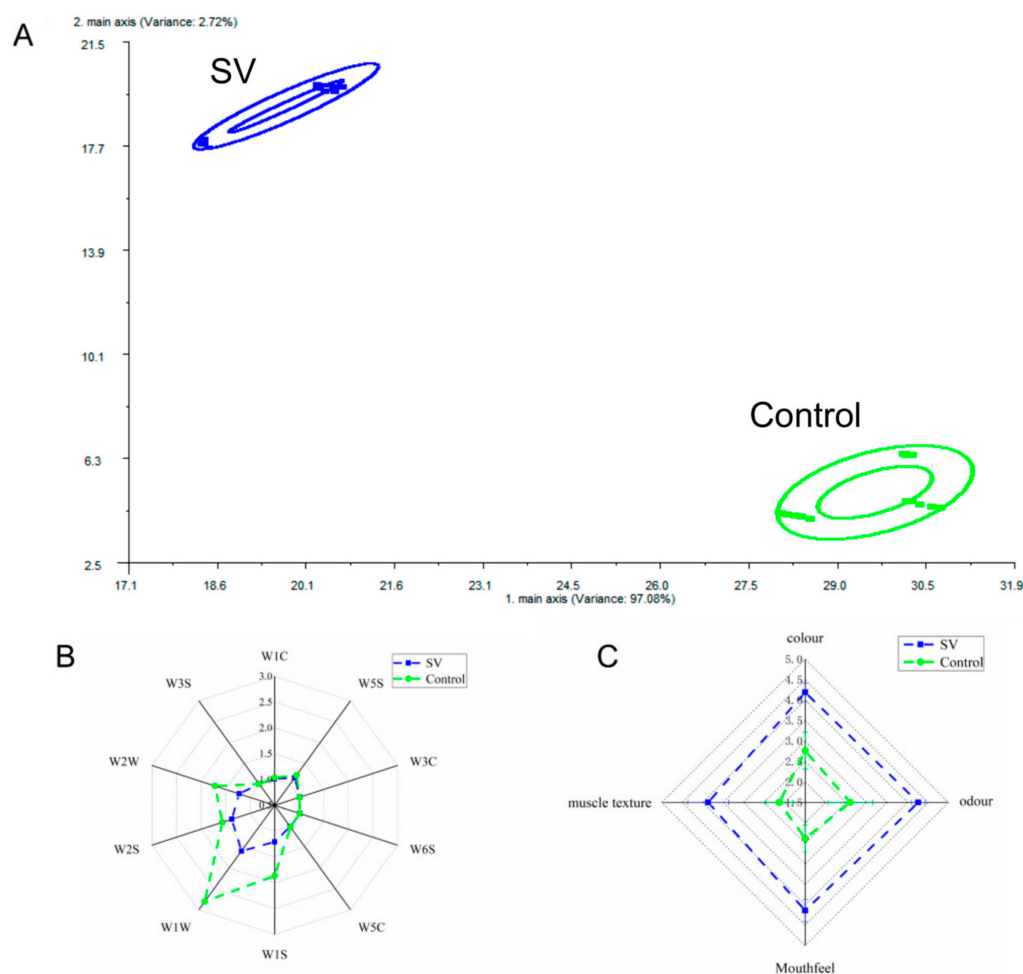 A
2. main axis (Variance: 2.72%)
21.5
SV
17.7
13.9
10.1
Control
6.3
2.5
17.1 18.6 20.1 21.6 23.1 24.5 26.0 27.5 29.0 30.5 31.9
1. main axis (Variance: 97.08%)
B
W1C
SV
Control
3.0
W3S
W5S
2.5
2.0
W2W
W3C
1.5
W2S
W6S
W1W
W5C
W1S
C
colour
SV
Control
5.0
4.5
4.0
3.5
3.0
2.0
muscle texture
1.5
odour
Mouthfeel